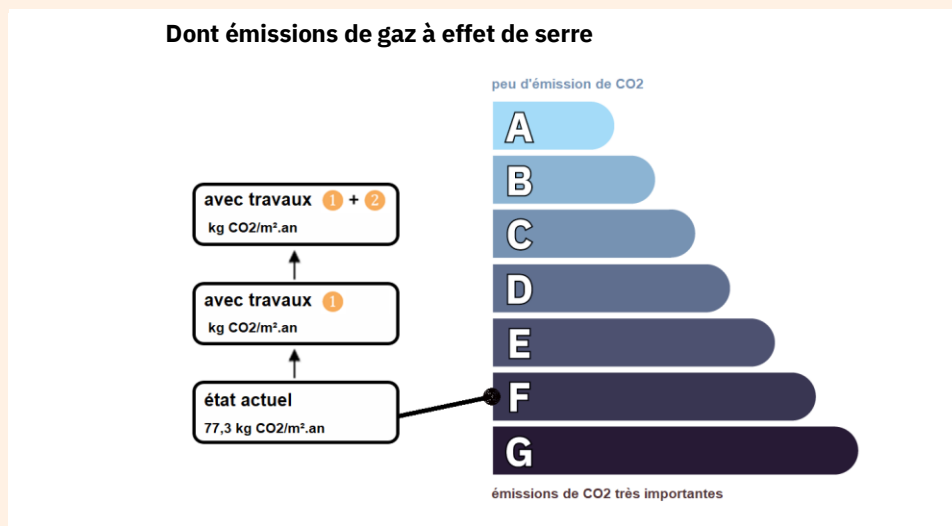 Dont émissions de gaz à effet de serre
peu d'émission de CO2
A
B
C
D
E
F
G
émissions de CO2 très importantes
avec travaux 1 + 2
kg CO2/m².an
avec travaux 1
kg CO2/m².an
état actuel
77,3 kg CO2/m².an